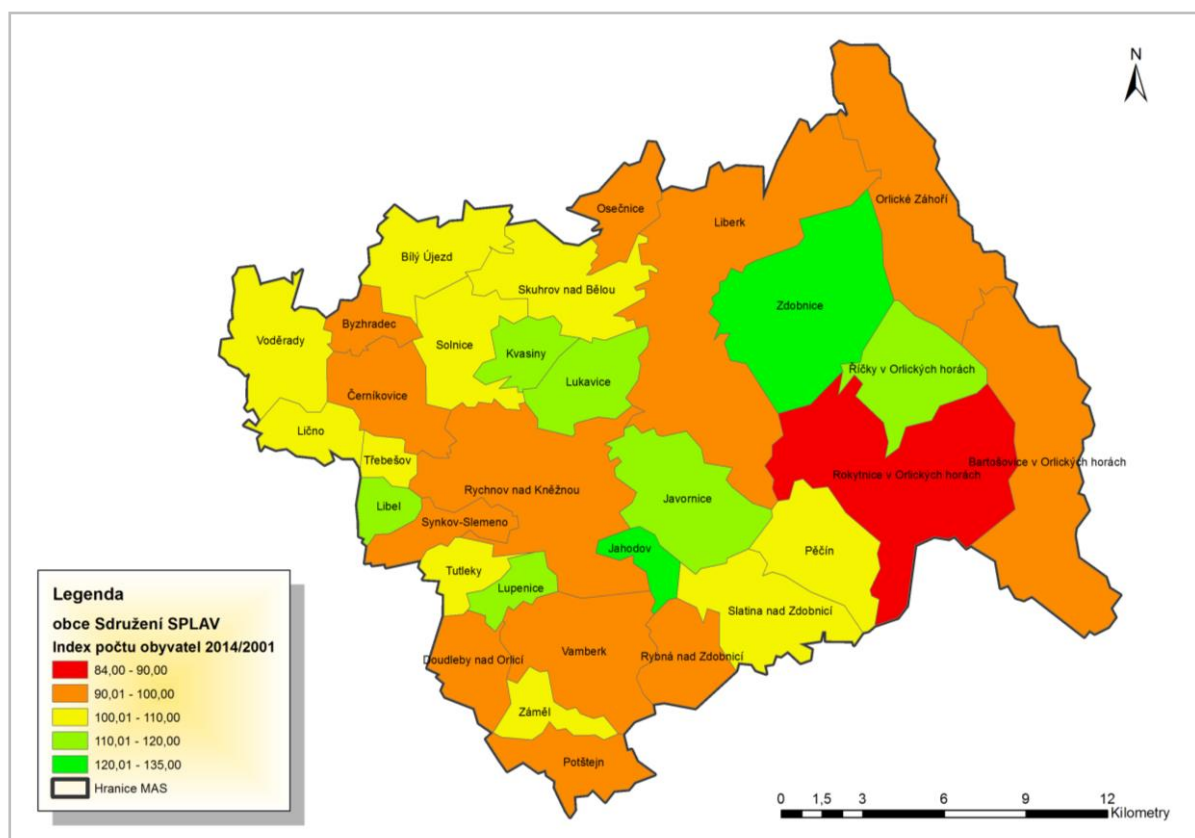 N
Orlické Záhoří
Osečnice
Liberk
Bílý Újezd
Skuhrov nad Bělou
Zdobnice
Byzhradec
Voděrady
Solnice
Kvasiny
Říčky v Orlických horách
Lukavice
Černíkovice
Lično
Třebešov
Bartošovice v Orlických horách
Rokytnice v Orlických horách
Rychnov nad Kněžnou
Javornice
Libel
Synkov-Slemeno
Jahodov
Pěčín
Tutleky
Lupenice
Slatina nad Zdobnicí
Vamberk
Doudleby nad Orlicí
Rybná nad Zdobnicí
Záměl
Potštejn
Legenda
obce Sdružení SPLAV
Index počtu obyvatel 2014/2001
84,00 - 90,00
90,01 - 100,00
100,01 - 110,00
110,01 - 120,00
120,01 - 135,00
Hranice MAS
0 1,5 3 6 9 12
Kilometry